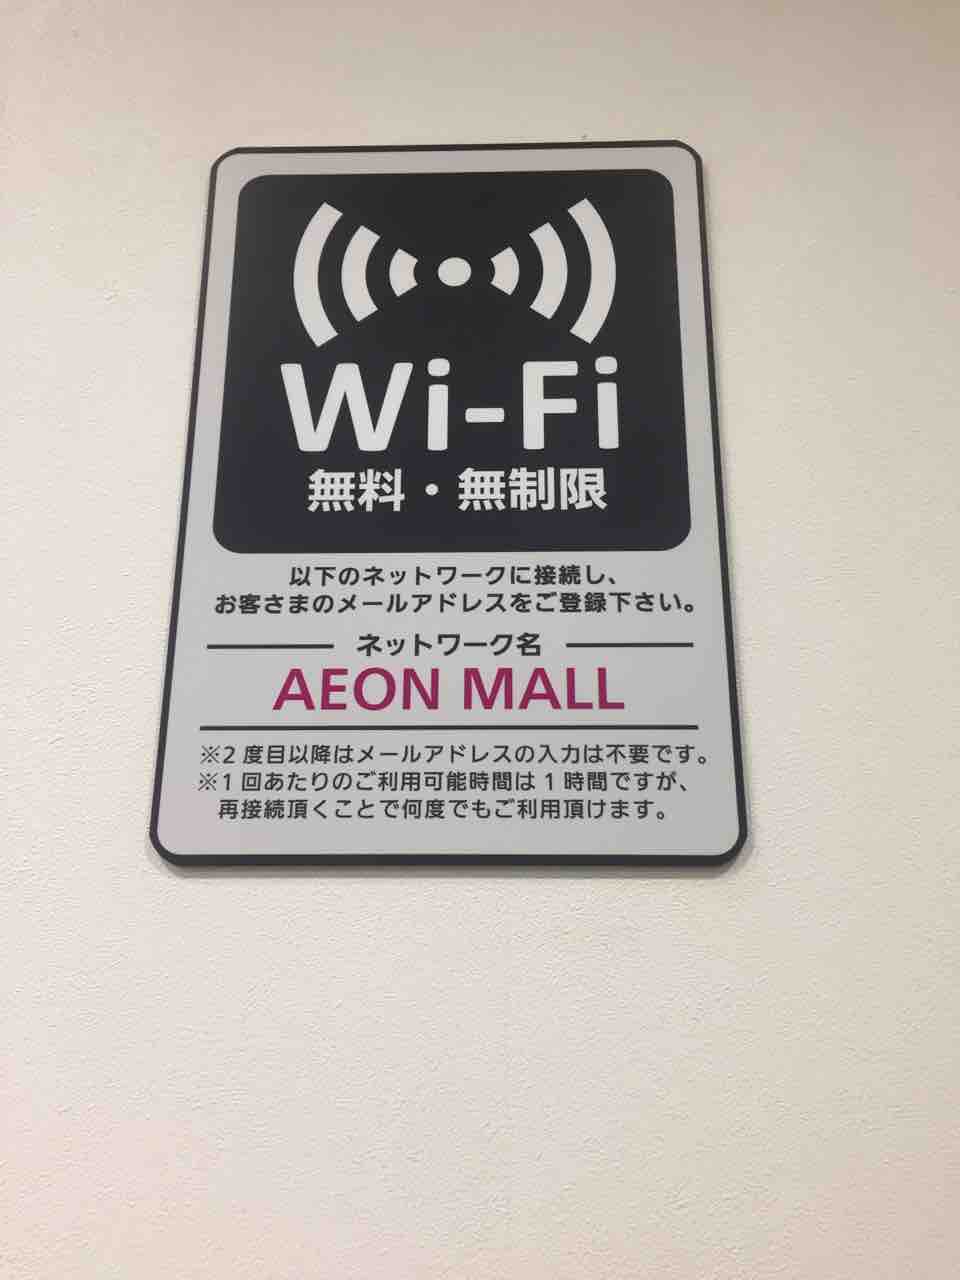 Wi-Fi
無料・無制限
以下のネットワークに接続し、
お客さまのメールアドレスをご登録下さい。
ネットワーク名
AEON MALL
※2度目以降はメールアドレスの入力は不要です。
※1回あたりのご利用可能時間は1時間ですが、
再接続頂くことで何度でもご利用頂けます。